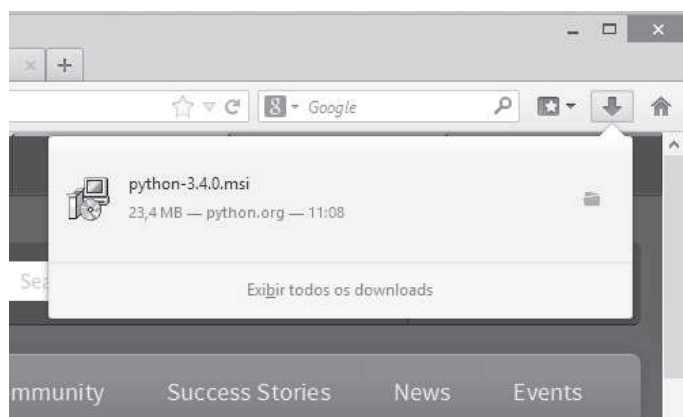 Google
python-3.4.0.msi
23,4 MB — python.org — 11:08
Exibir todos os downloads
Success Stories
News
Events